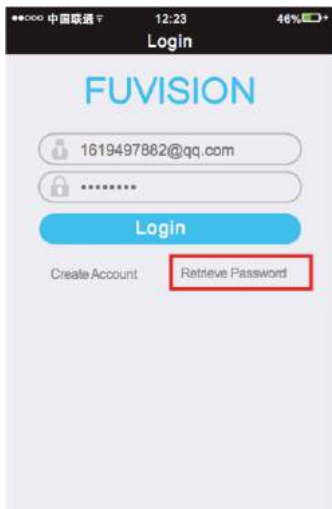 中国联通 12:23 46%
Login
FUVISION
1619497882@qq.com
••••••••
Login
Create Account Retrieve Password